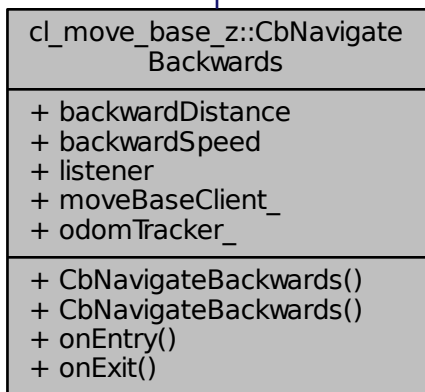 cl_move_base_z::CbNavigate
Backwards
+ backwardDistance
+ backwardSpeed
+ listener
+ moveBaseClient_
+ odomTracker_
+ CbNavigateBackwards()
+ CbNavigateBackwards()
+ onEntry()
+ onExit()